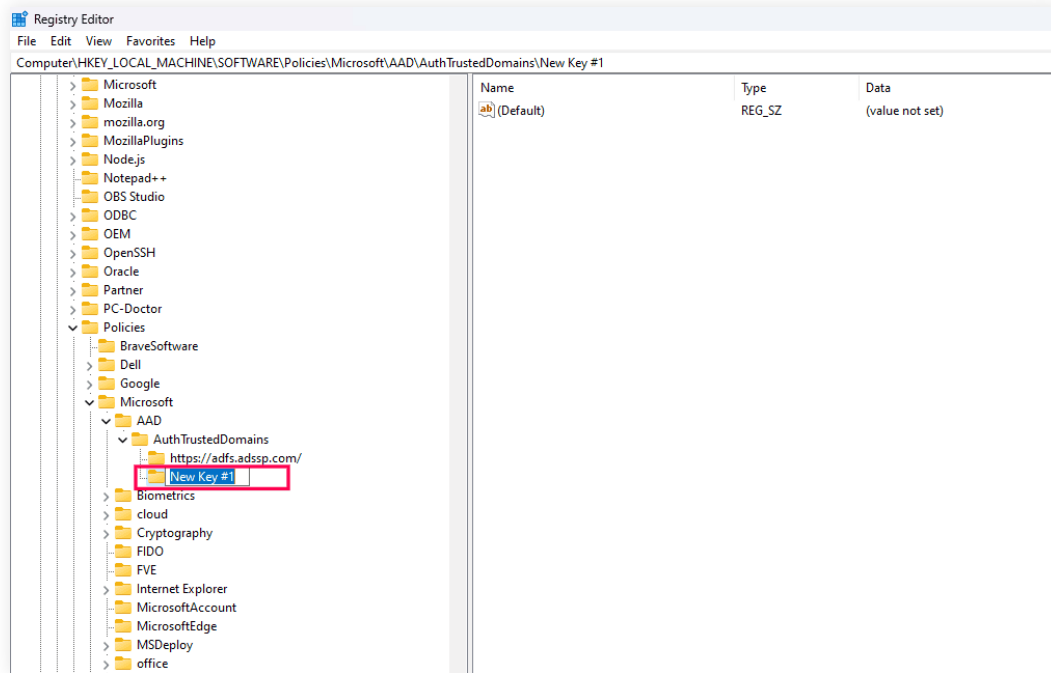 Registry Editor
File Edit View Favorites Help
Computer\HKEY_LOCAL_MACHINE\SOFTWARE\Policies\Microsoft\AAD\AuthTrustedDomains\New Key #1
Microsoft
Mozilla
mozilla.org
MozillaPlugins
Node.js
Notepad++
OBS Studio
ODBC
OEM
OpenSSH
Oracle
Partner
PC-Doctor
Policies
BraveSoftware
Dell
Google
Microsoft
AAD
AuthTrustedDomains
https://adfs.adssp.com/
New Key #1
Biometrics
cloud
Cryptography
FIDO
FVE
Internet Explorer
MicrosoftAccount
MicrosoftEdge
MSDeploy
office
Name Type Data
ab (Default) REG_SZ (value not set)